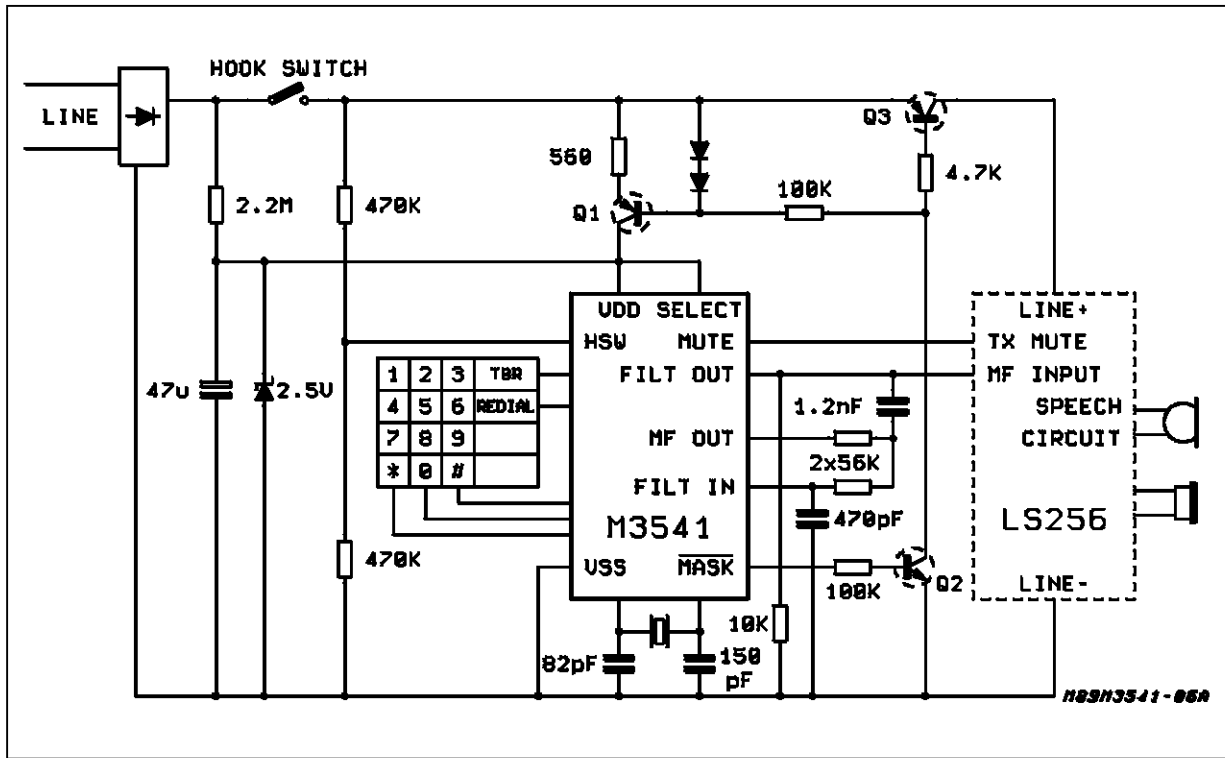 HOOK SWITCH
LINE
Q3
560
4.7K
100K
2.2M
470K
Q1
VDD SELECT
LINE+
HSW
MUTE
TX MUTE
1 2 3 TBR
FILT OUT
MF INPUT
47u
2.5V
4 5 6 REDIAL
1.2nF
SPEECH
7 8 9
MF OUT
CIRCUIT
2x56K
* 0 #
FILT IN
470pF
LS256
M3541
470K
VSS
MASK
100K
Q2
LINE-
10K
82pF
150
pF
M89M3541-06A